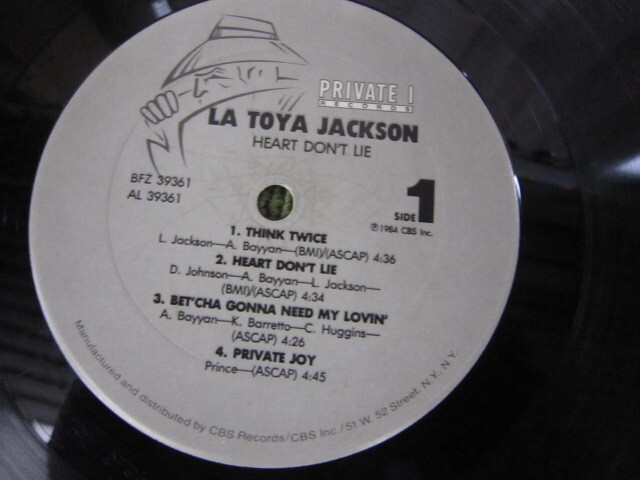 PRIVATE I
RECORDS
LA TOYA JACKSON
HEART DON'T LIE
BFZ 39361
AL 39361
SIDE 1
℗1984 CBS Inc.
1. THINK TWICE
L. Jackson—A. Bayyan—(BMI)/(ASCAP) 4:36
2. HEART DON'T LIE
D. Johnson—A. Bayyan—L. Jackson—
(BMI)/(ASCAP) 4:34
3. BET'CHA GONNA NEED MY LOVIN'
A. Bayyan—K. Barretto—C. Huggins—
(ASCAP) 4:26
4. PRIVATE JOY
Prince—(ASCAP) 4:45
Manufactured and distributed by CBS Records/CBS Inc./51 W. 52 Street, N.Y., N.Y.